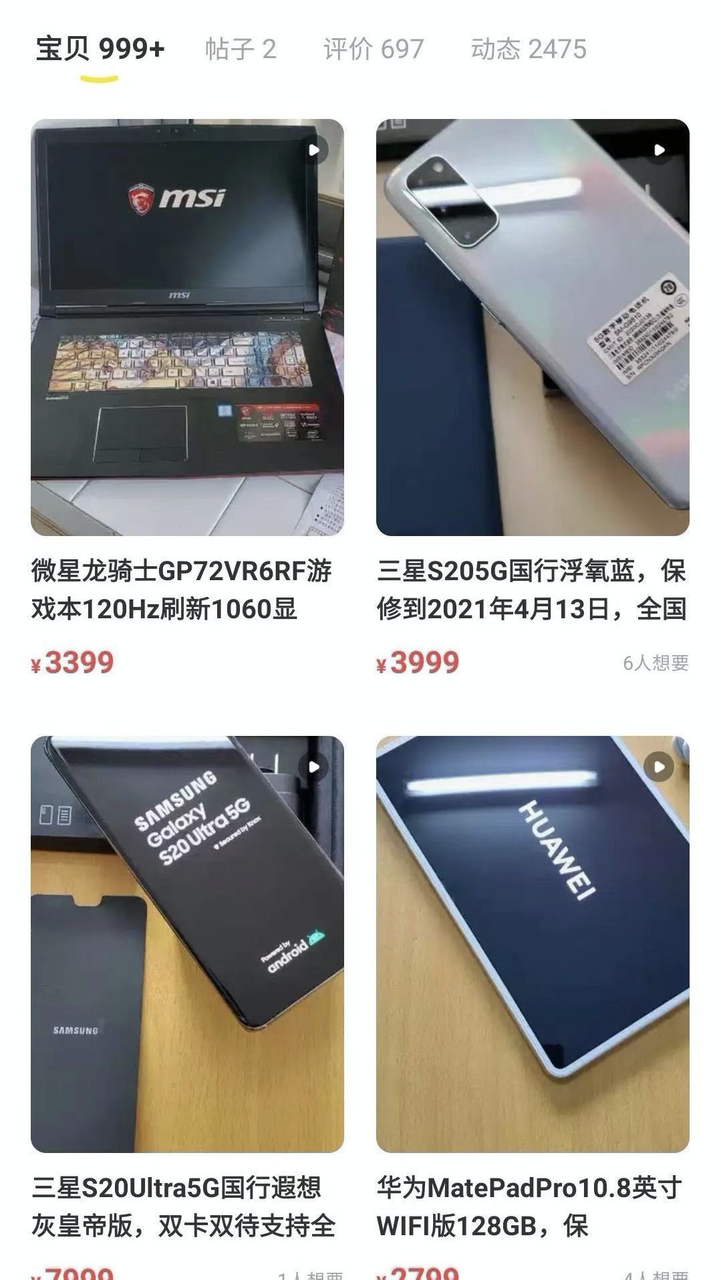 宝贝 999+ 帖子 2 评价 697 动态 2475
msi
msi
微星龙骑士GP72VR6RF游
戏本120Hz刷新1060显
¥3399
三星S205G国行浮氧蓝，保
修到2021年4月13日，全国
¥3999 6人想要
SAMSUNG
Galaxy
S20 Ultra 5G
Secured by Knox
Powered by
android
SAMSUNG
三星S20Ultra5G国行遐想
灰皇帝版，双卡双待支持全
¥7999 1人想要
HUAWEI
华为MatePadPro10.8英寸
WIFI版128GB，保
¥2799 4人想要